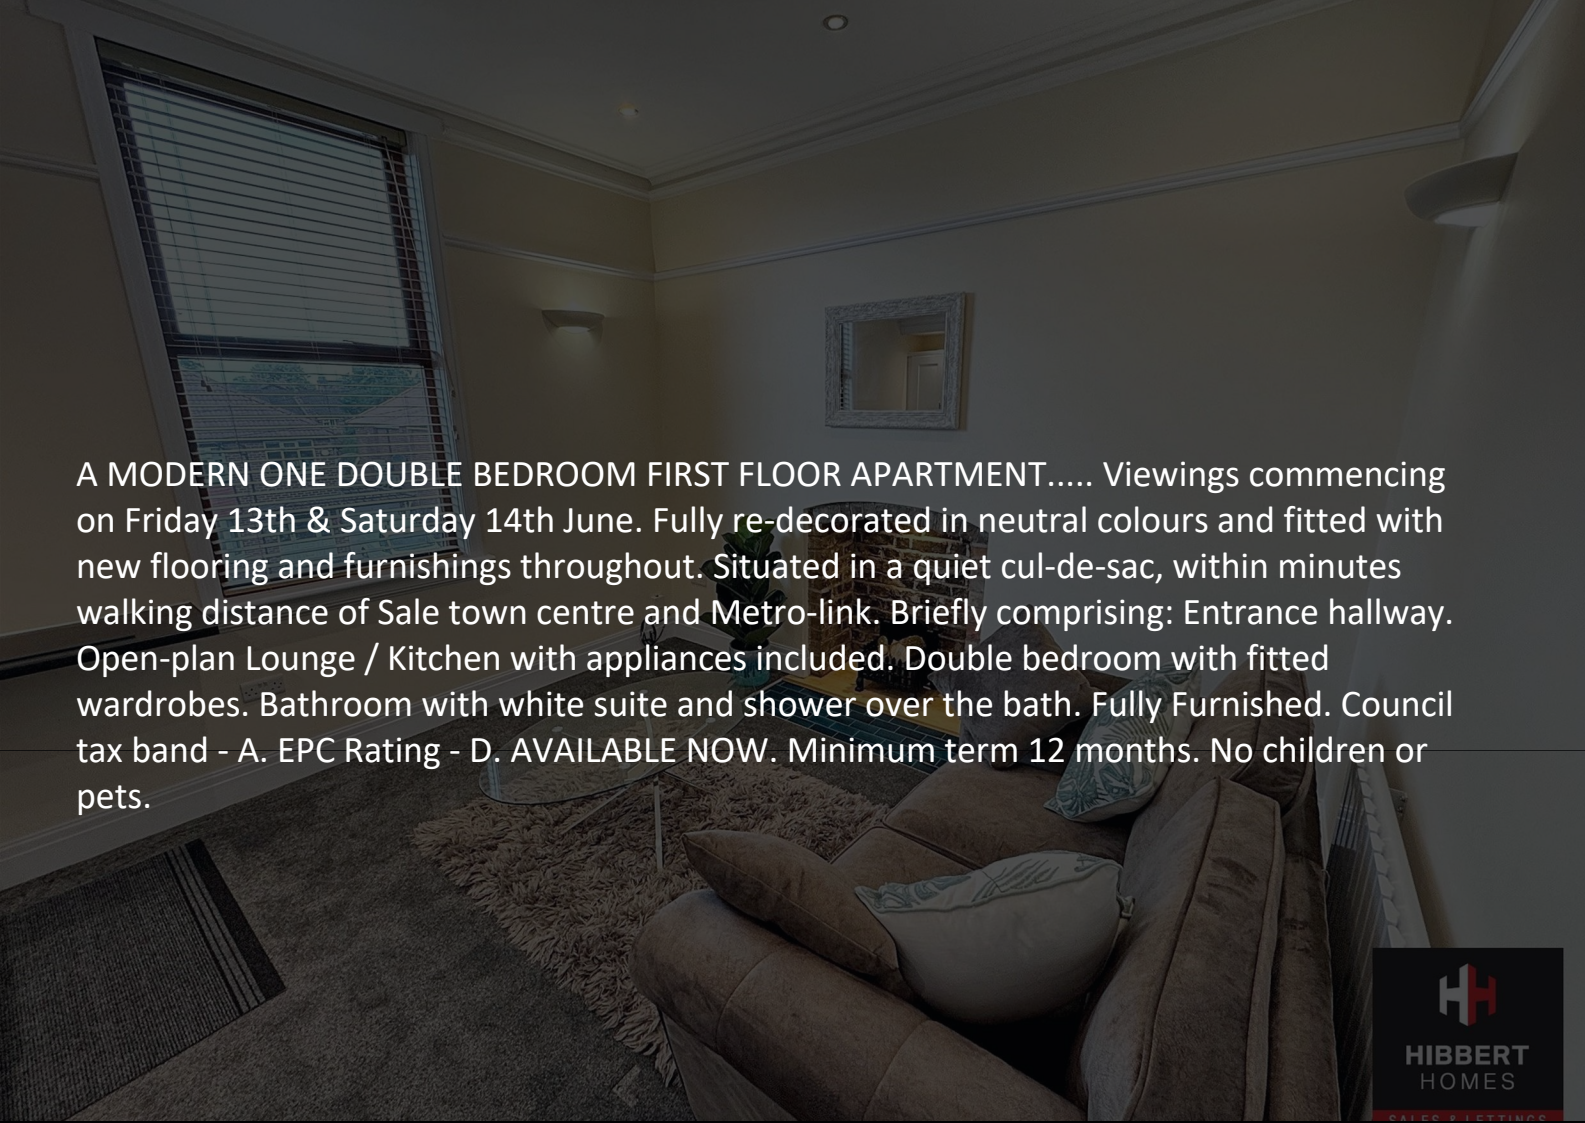 A MODERN ONE DOUBLE BEDROOM FIRST FLOOR APARTMENT..... Viewings commencing
on Friday 13th & Saturday 14th June. Fully re-decorated in neutral colours and fitted with
new flooring and furnishings throughout. Situated in a quiet cul-de-sac, within minutes
walking distance of Sale town centre and Metro-link. Briefly comprising: Entrance hallway.
Open-plan Lounge / Kitchen with appliances included. Double bedroom with fitted
wardrobes. Bathroom with white suite and shower over the bath. Fully Furnished. Council
tax band - A. EPC Rating - D. AVAILABLE NOW. Minimum term 12 months. No children or
pets.
HIBBERT
HOMES
SALES & LETTINGS